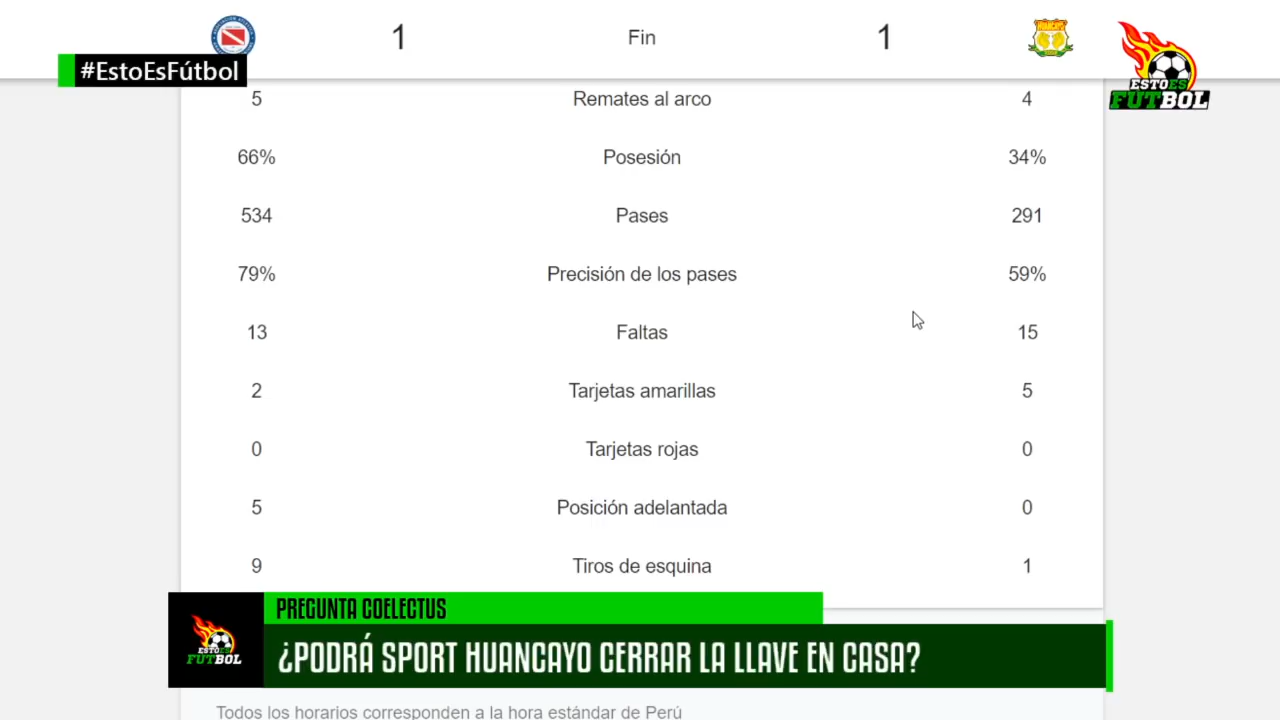 1 Fin 1
HUANCAYO
#EstoEsFútbol
ESTO ES
FUTBOL
5 Remates al arco 4
66% Posesión 34%
534 Pases 291
79% Precisión de los pases 59%
13 Faltas 15
2 Tarjetas amarillas 5
0 Tarjetas rojas 0
5 Posición adelantada 0
9 Tiros de esquina 1
PREGUNTA COELECTUS
ESTO ES
FUTBOL
¿PODRÁ SPORT HUANCAYO CERRAR LA LLAVE EN CASA?
Todos los horarios corresponden a la hora estándar de Perú